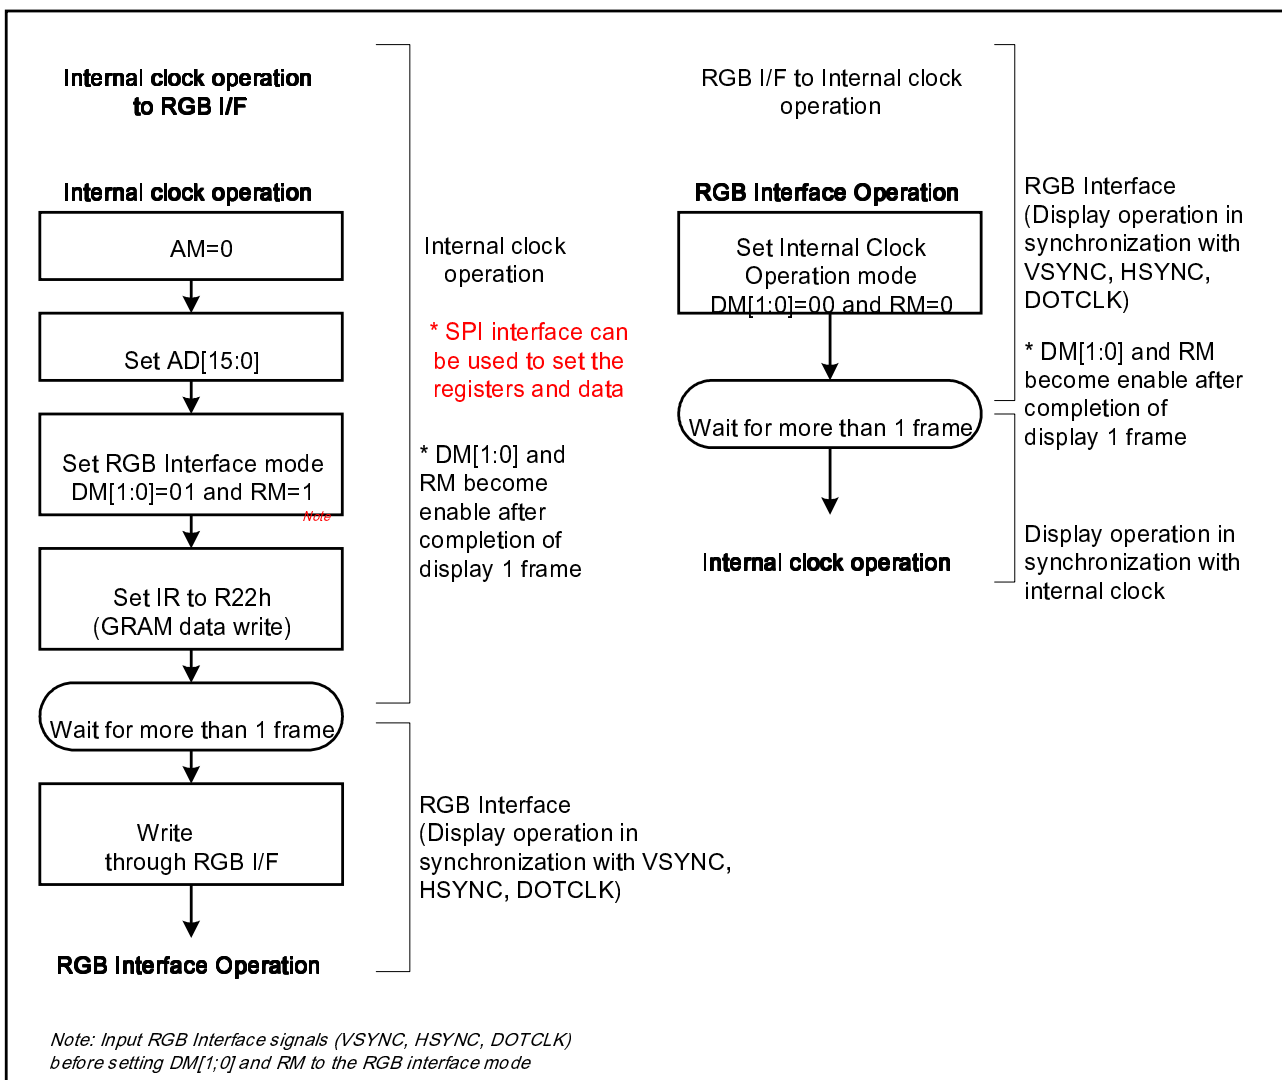 Internal clock operation
to RGB I/F
Internal clock operation
AM=0
Set AD[15:0]
Set RGB Interface mode
DM[1:0]=01 and RM=1
Note
Set IR to R22h
(GRAM data write)
Wait for more than 1 frame
Write
through RGB I/F
RGB Interface Operation
Internal clock
operation
* SPI interface can
be used to set the
registers and data
* DM[1:0] and
RM become
enable after
completion of
display 1 frame
RGB Interface
(Display operation in
synchronization with VSYNC,
HSYNC, DOTCLK)
RGB I/F to Internal clock
operation
RGB Interface Operation
Set Internal Clock
Operation mode
DM[1:0]=00 and RM=0
Wait for more than 1 frame
Internal clock operation
RGB Interface
(Display operation in
synchronization with
VSYNC, HSYNC,
DOTCLK)
* DM[1:0] and RM
become enable after
completion of
display 1 frame
Display operation in
synchronization with
internal clock
Note: Input RGB Interface signals (VSYNC, HSYNC, DOTCLK)
before setting DM[1;0] and RM to the RGB interface mode